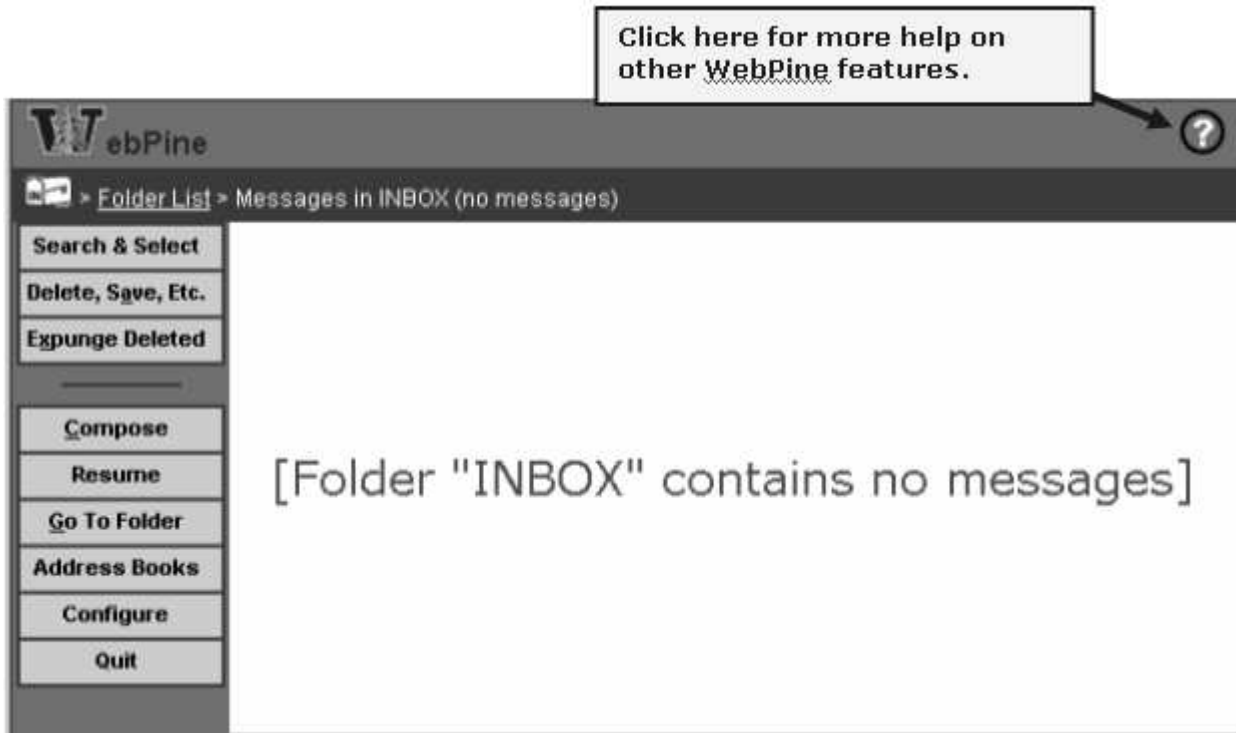 Click here for more help on
other WebPine features.
WebPine
?
> Folder List > Messages in INBOX (no messages)
Search & Select
Delete, Save, Etc.
Expunge Deleted
Compose
Resume
[Folder "INBOX" contains no messages]
Go To Folder
Address Books
Configure
Quit